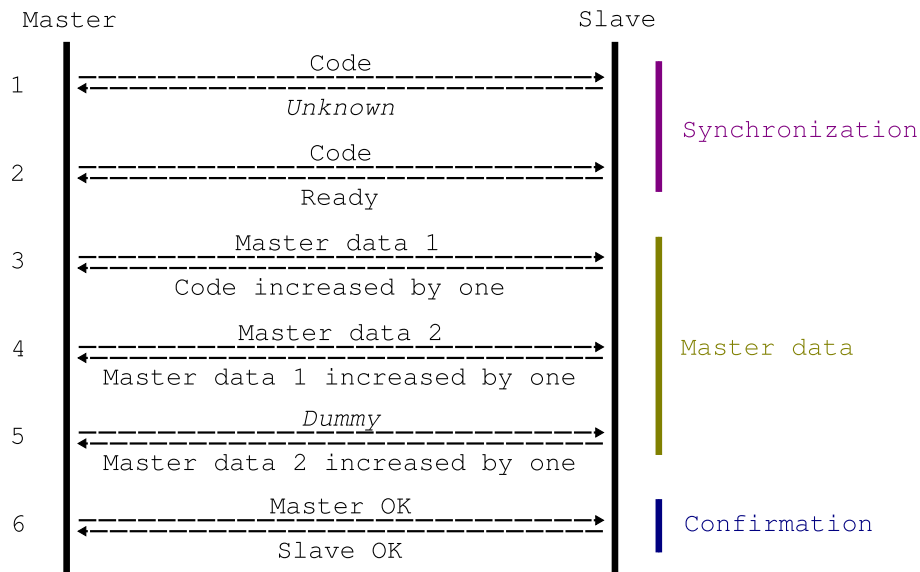 Master
Slave
1
Code
Unknown
Synchronization
2
Code
Ready
3
Master data 1
Code increased by one
4
Master data 2
Master data 1 increased by one
Master data
5
Dummy
Master data 2 increased by one
6
Master OK
Slave OK
Confirmation